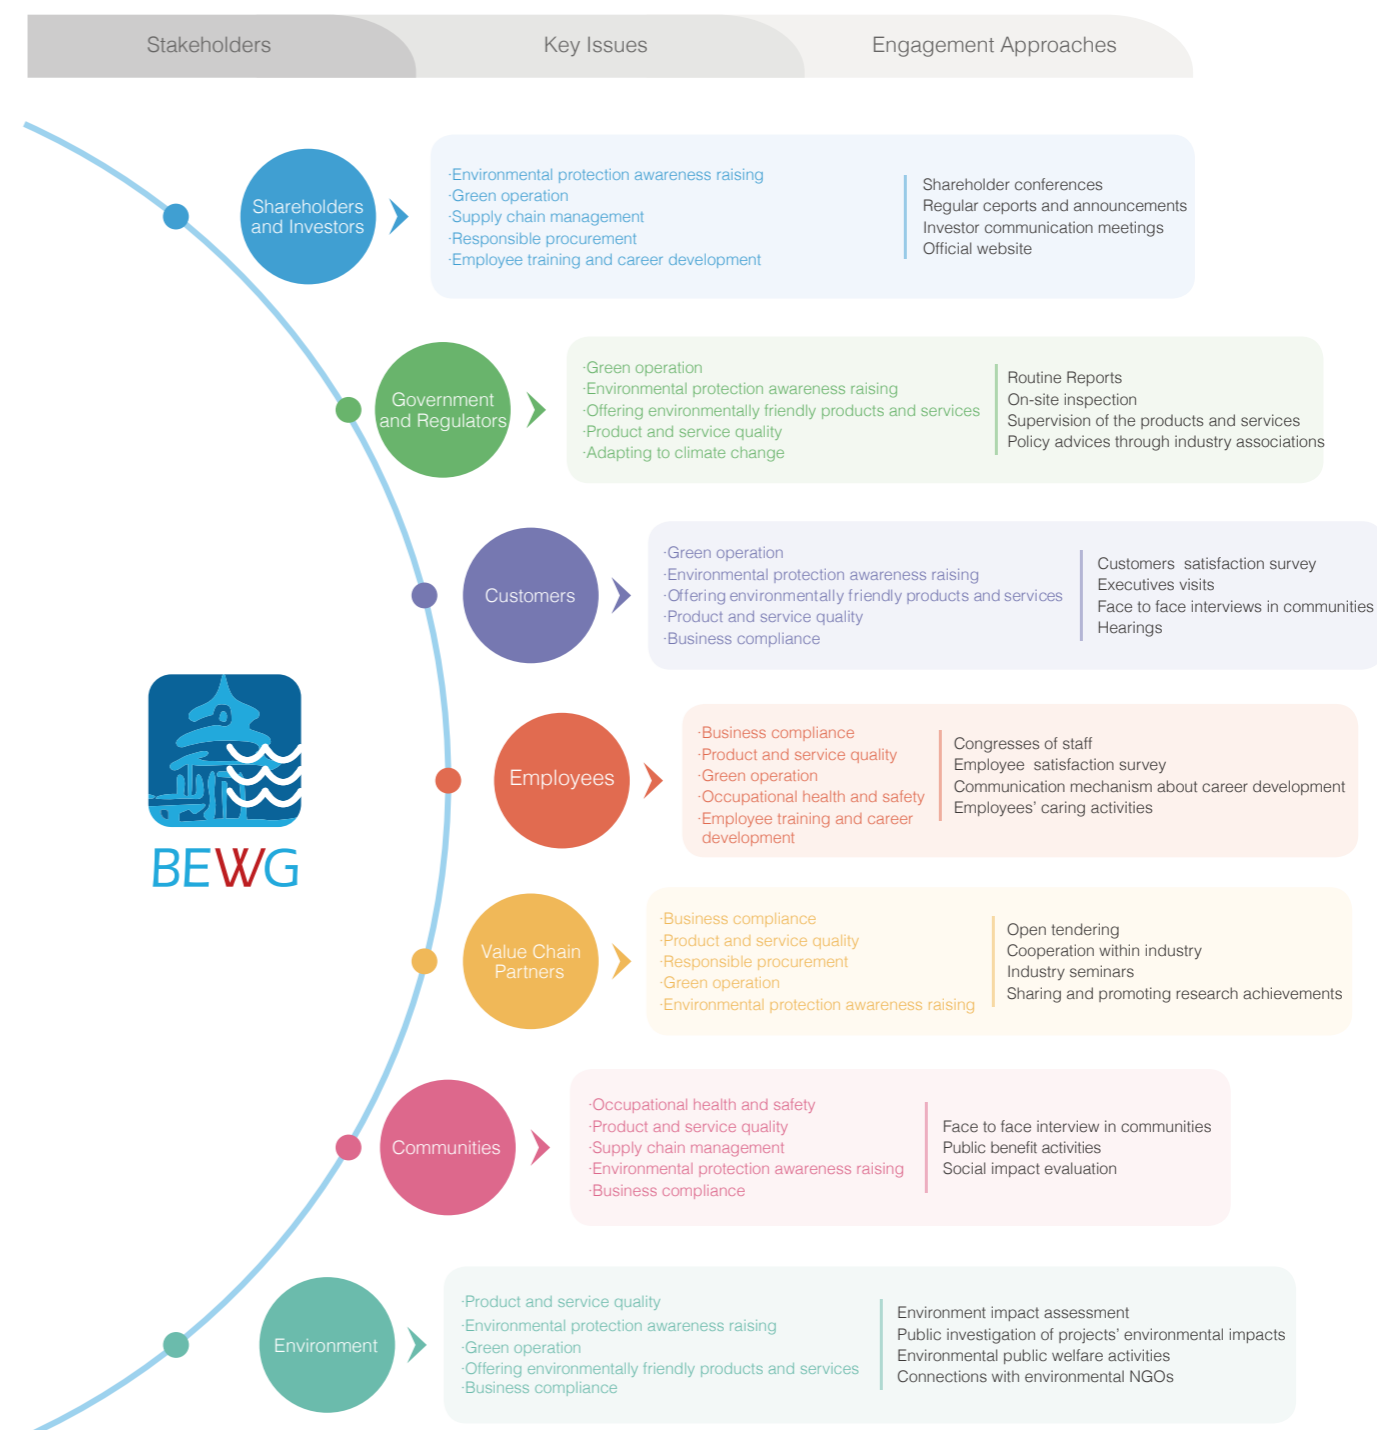 Stakeholders
Key Issues
Engagement Approaches
Shareholders
and Investors
·Environmental protection awareness raising
·Green operation
·Supply chain management
·Responsible procurement
·Employee training and career development
Shareholder conferences
Regular ceports and announcements
Investor communication meetings
Official website
Government
and Regulators
·Green operation
·Environmental protection awareness raising
·Offering environmentally friendly products and services
·Product and service quality
·Adapting to climate change
Routine Reports
On-site inspection
Supervision of the products and services
Policy advices through industry associations
Customers
·Green operation
·Environmental protection awareness raising
·Offering environmentally friendly products and services
·Product and service quality
·Business compliance
Customers satisfaction survey
Executives visits
Face to face interviews in communities
Hearings
BEWG
Employees
·Business compliance
·Product and service quality
·Green operation
·Occupational health and safety
·Employee training and career
development
Congresses of staff
Employee satisfaction survey
Communication mechanism about career development
Employees’ caring activities
Value Chain
Partners
·Business compliance
·Product and service quality
·Responsible procurement
·Green operation
·Environmental protection awareness raising
Open tendering
Cooperation within industry
Industry seminars
Sharing and promoting research achievements
Communities
·Occupational health and safety
·Product and service quality
·Supply chain management
·Environmental protection awareness raising
·Business compliance
Face to face interview in communities
Public benefit activities
Social impact evaluation
Environment
·Product and service quality
·Environmental protection awareness raising
·Green operation
·Offering environmentally friendly products and services
·Business compliance
Environment impact assessment
Public investigation of projects’ environmental impacts
Environmental public welfare activities
Connections with environmental NGOs